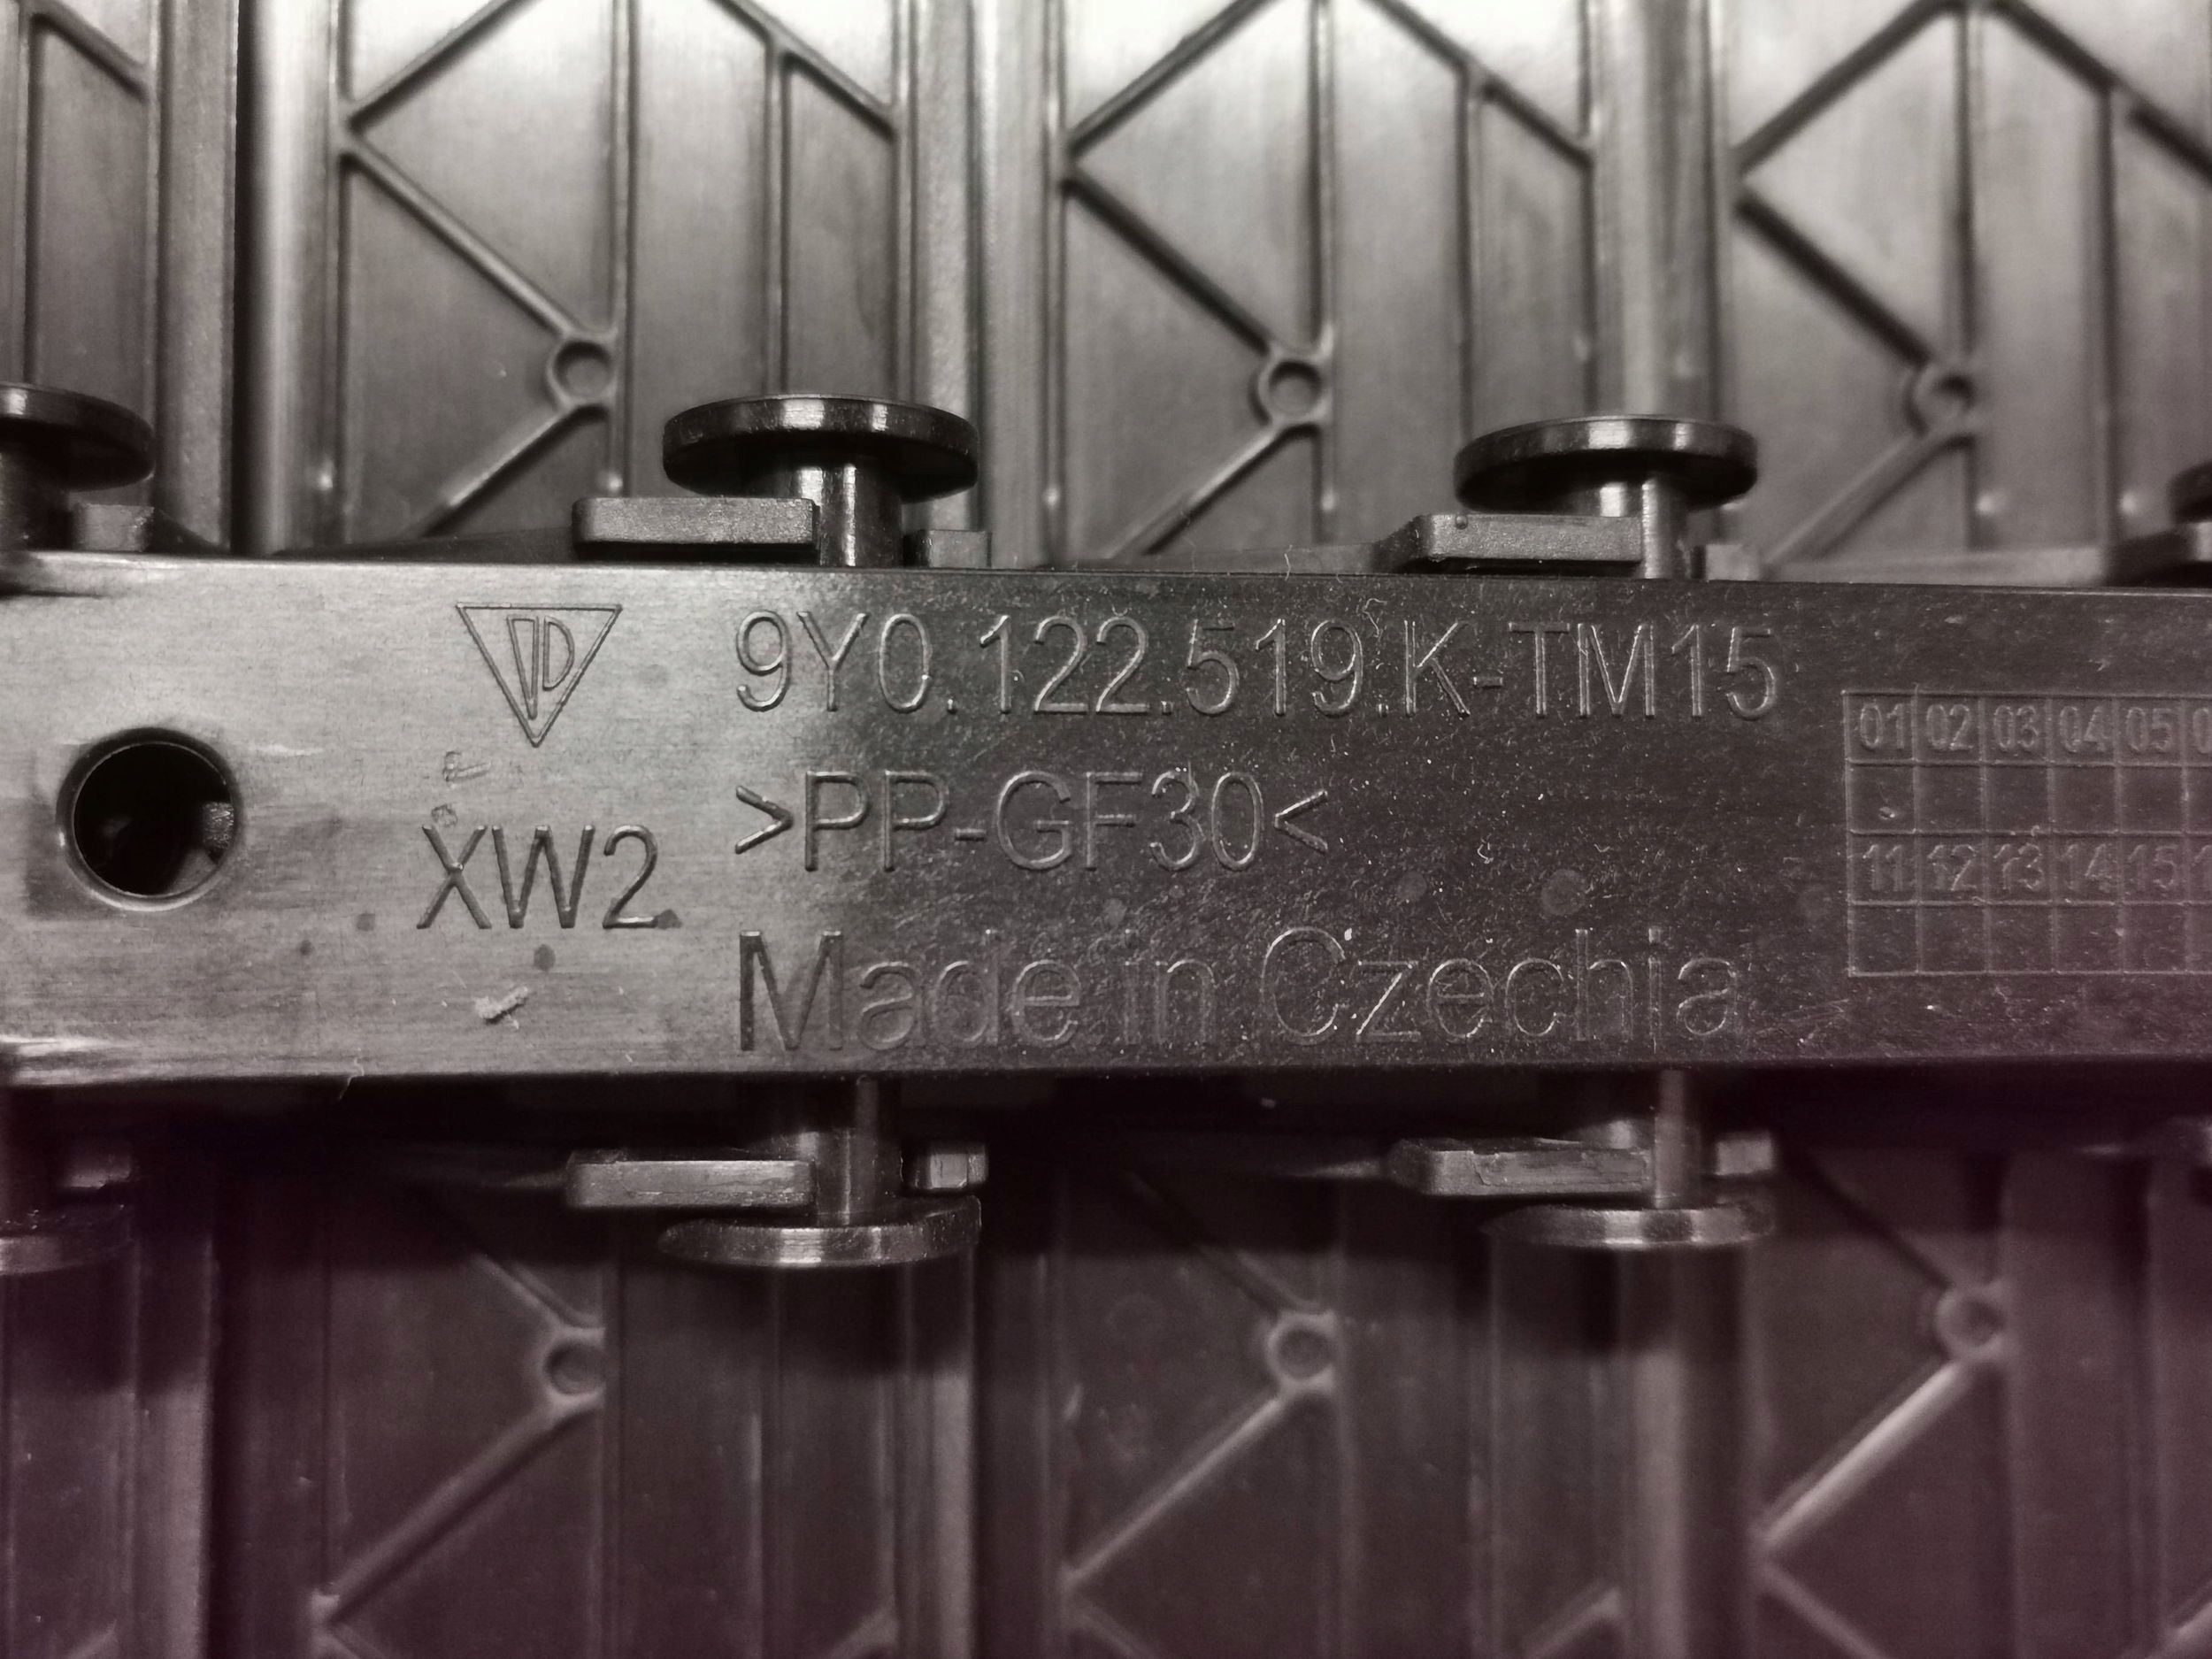 9Y0.122.519.K-TM15
>PP-GF30<
XW2
Made in Czechia
01 02 03 04 05
11 12 13 14 15